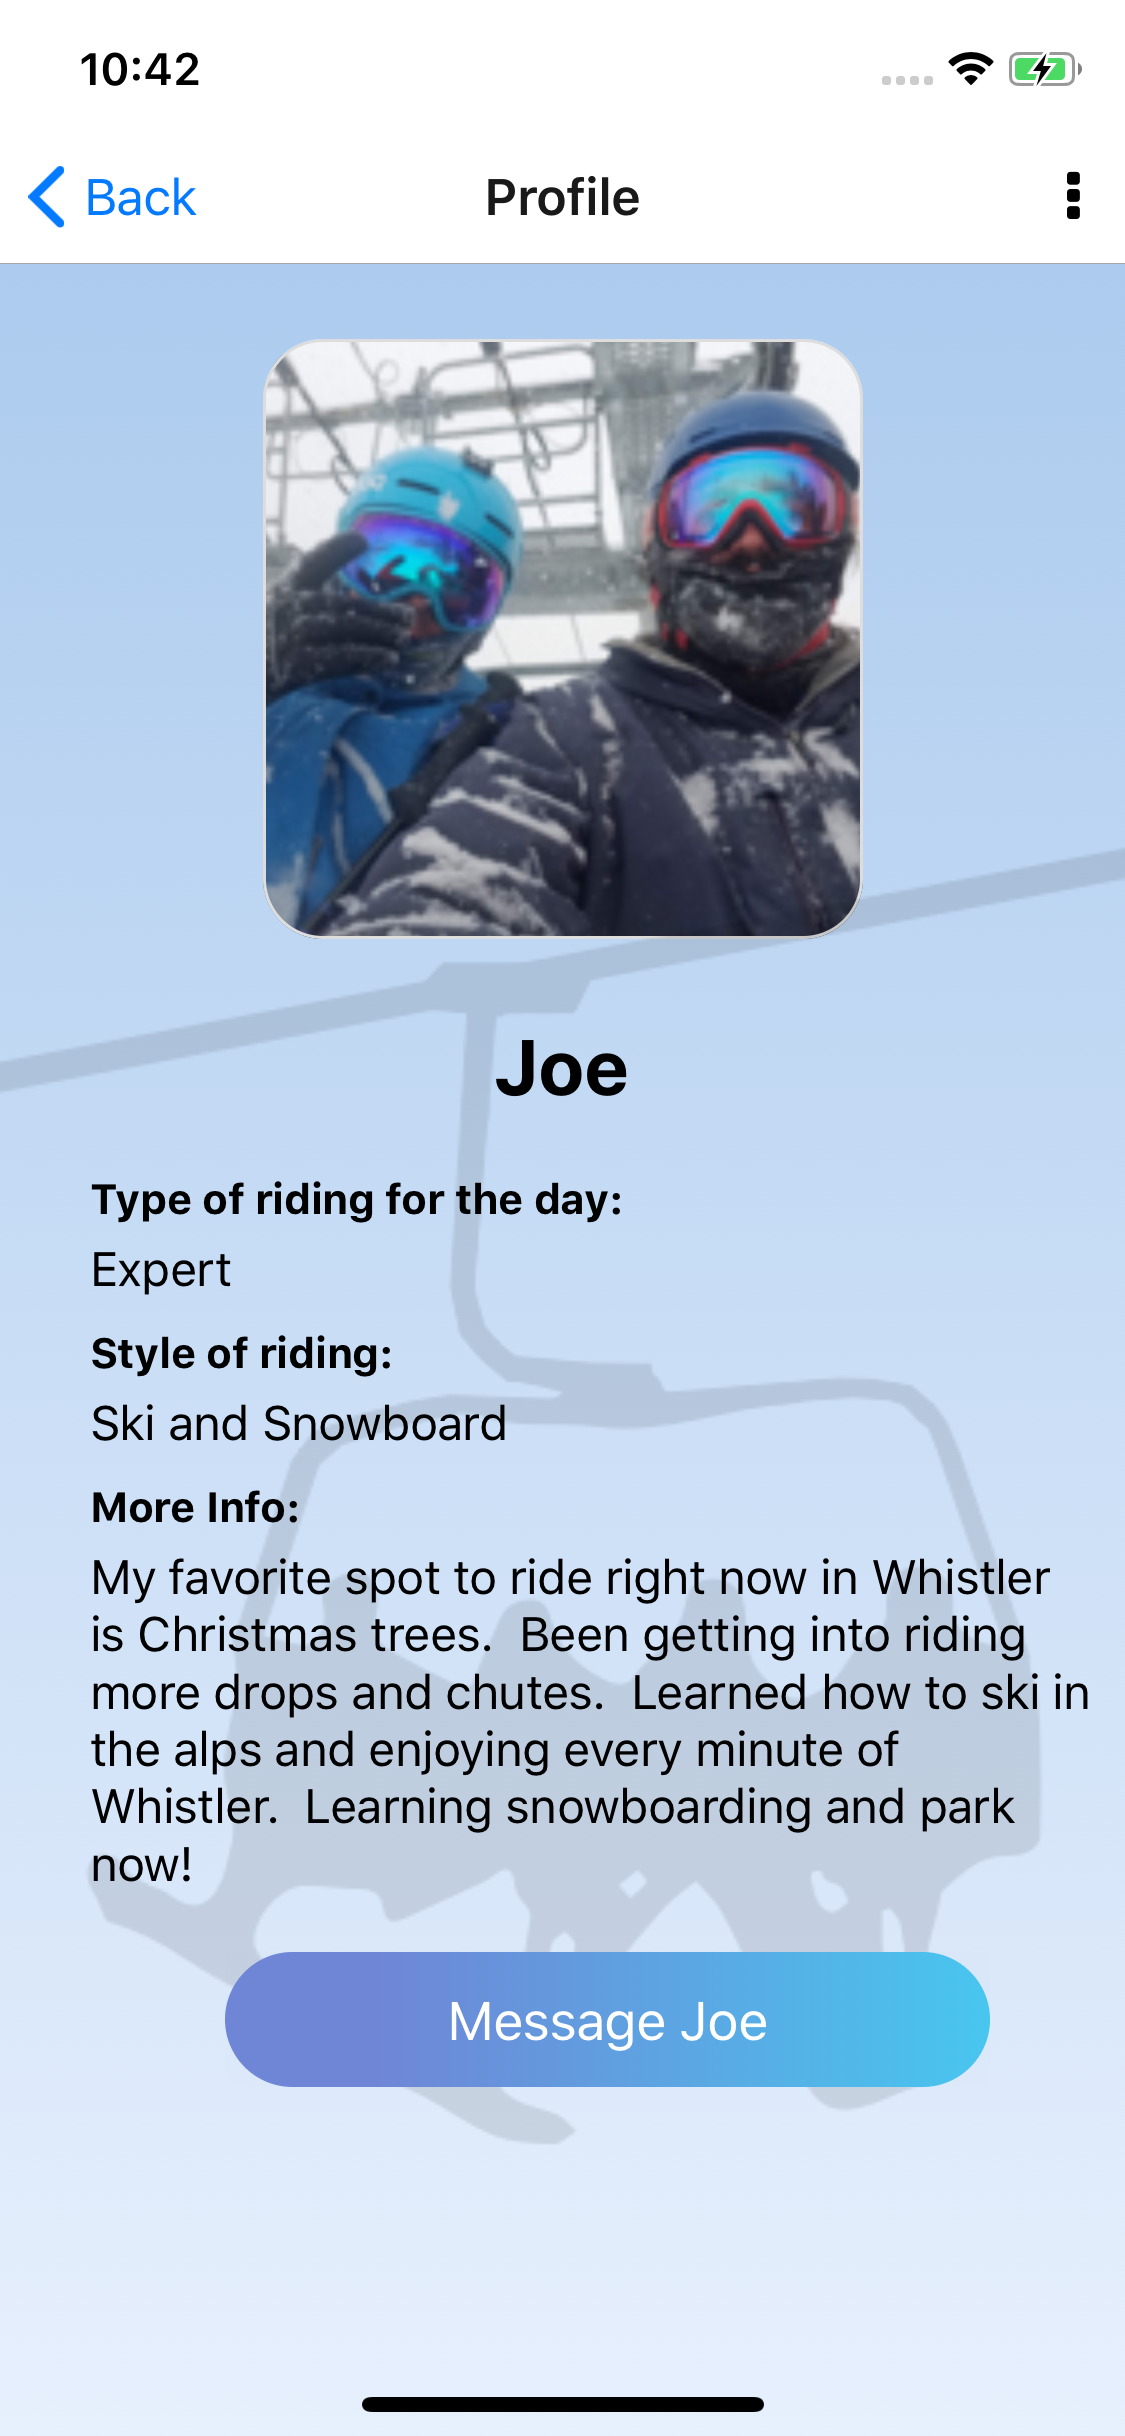 10:42
Back
Profile
Joe
Type of riding for the day:
Expert
Style of riding:
Ski and Snowboard
More Info:
My favorite spot to ride right now in Whistler
is Christmas trees.  Been getting into riding
more drops and chutes.  Learned how to ski in
the alps and enjoying every minute of
Whistler.  Learning snowboarding and park
now!
Message Joe